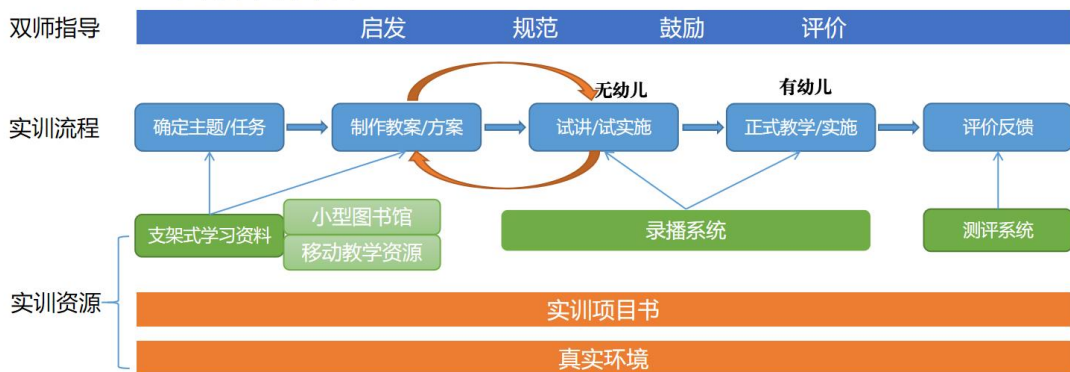 双师指导
启发 规范 鼓励 评价
无幼儿 有幼儿
实训流程
确定主题/任务 制作教案/方案 试讲/试实施 正式教学/实施 评价反馈
小型图书馆
支架式学习资料 录播系统 测评系统
移动教学资源
实训资源
实训项目书
真实环境